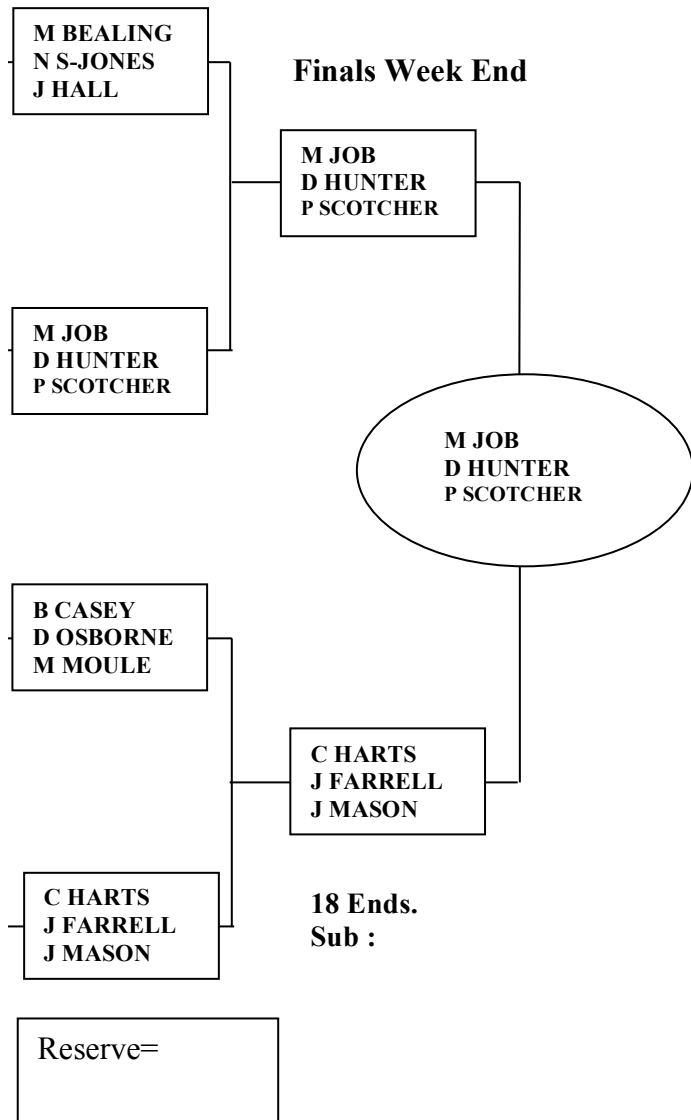 M BEALING
N S-JONES
J HALL
Finals Week End
M JOB
D HUNTER
P SCOTCHER
M JOB
D HUNTER
P SCOTCHER
M JOB
D HUNTER
P SCOTCHER
B CASEY
D OSBORNE
M MOULE
C HARTS
J FARRELL
J MASON
C HARTS
J FARRELL
J MASON
18 Ends.
Sub :
Reserve=